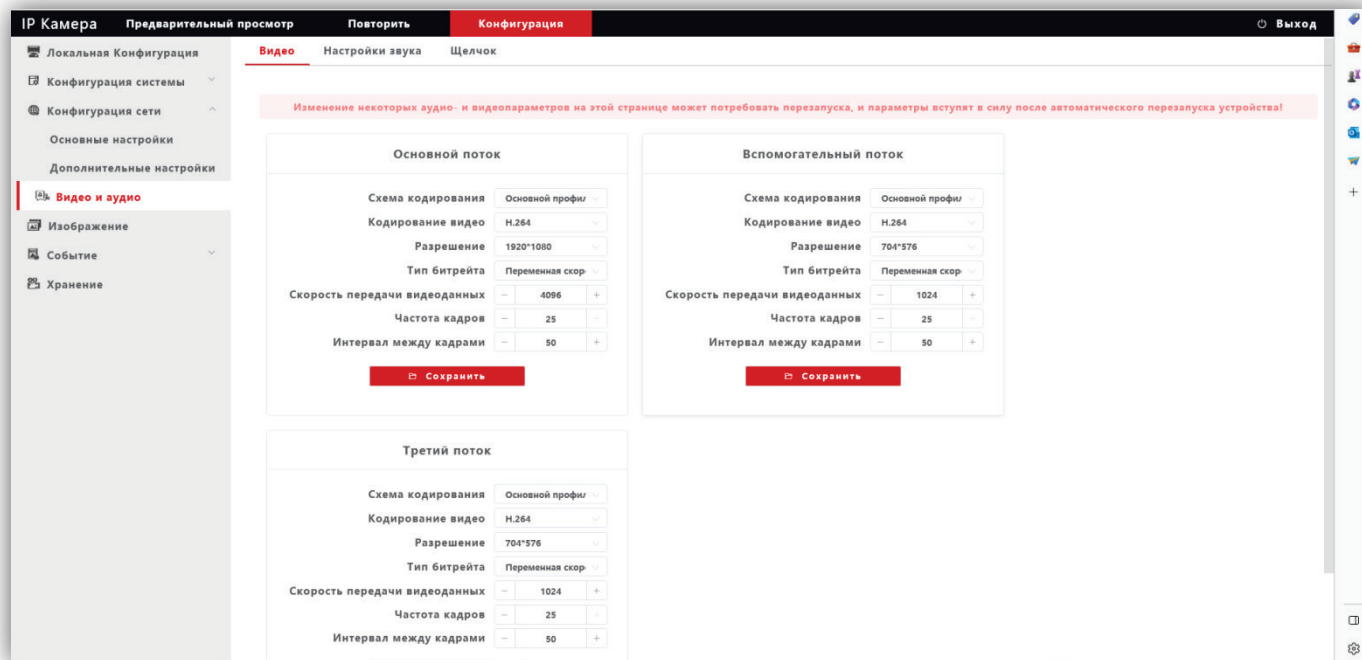 IP Камера Предварительный просмотр Повторить Конфигурация Выход
Локальная Конфигурация
Конфигурация системы
Конфигурация сети
Основные настройки
Дополнительные настройки
Видео и аудио
Изображение
Событие
Хранение
Видео Настройки звука Щелчок
Изменение некоторых аудио- и видеопараметров на этой странице может потребовать перезапуска, и параметры вступят в силу после автоматического перезапуска устройства!
Основной поток
Схема кодирования Основной профил
Кодирование видео H.264
Разрешение 1920*1080
Тип битрейта Переменная скор
Скорость передачи видеоданных − 4096 +
Частота кадров − 25 +
Интервал между кадрами − 50 +
Сохранить
Вспомогательный поток
Схема кодирования Основной профил
Кодирование видео H.264
Разрешение 704*576
Тип битрейта Переменная скор
Скорость передачи видеоданных − 1024 +
Частота кадров − 25 +
Интервал между кадрами − 50 +
Сохранить
Третий поток
Схема кодирования Основной профил
Кодирование видео H.264
Разрешение 704*576
Тип битрейта Переменная скор
Скорость передачи видеоданных − 1024 +
Частота кадров − 25 +
Интервал между кадрами − 50 +